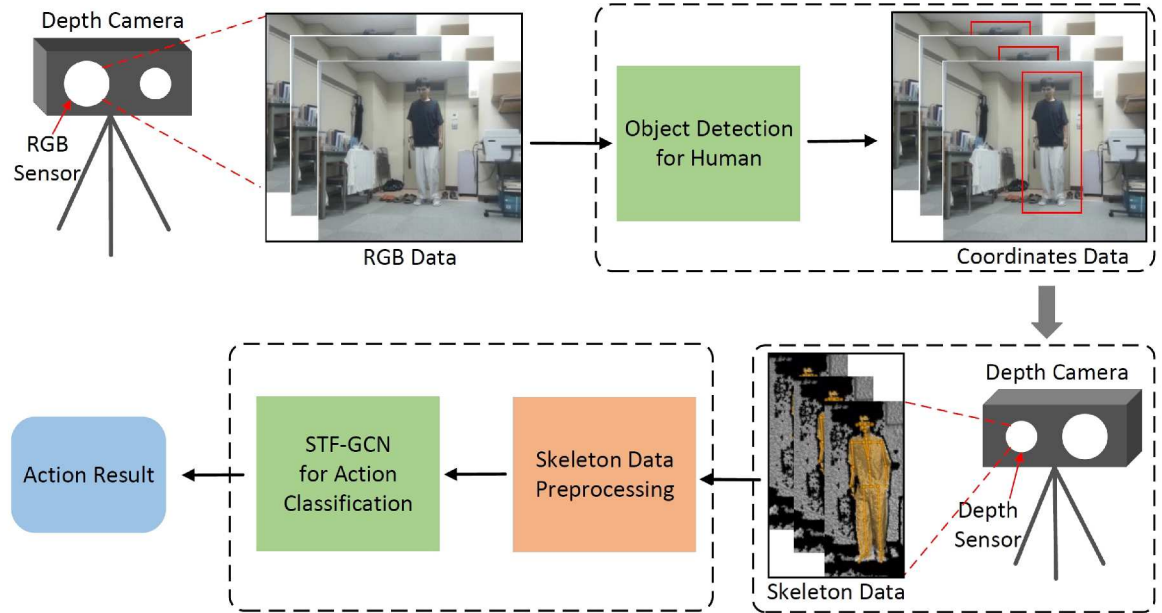 Depth Camera
RGB
Sensor
RGB Data
Object Detection
for Human
Coordinates Data
Depth Camera
Depth
Sensor
Skeleton Data
Skeleton Data
Preprocessing
STF-GCN
for Action
Classification
Action Result